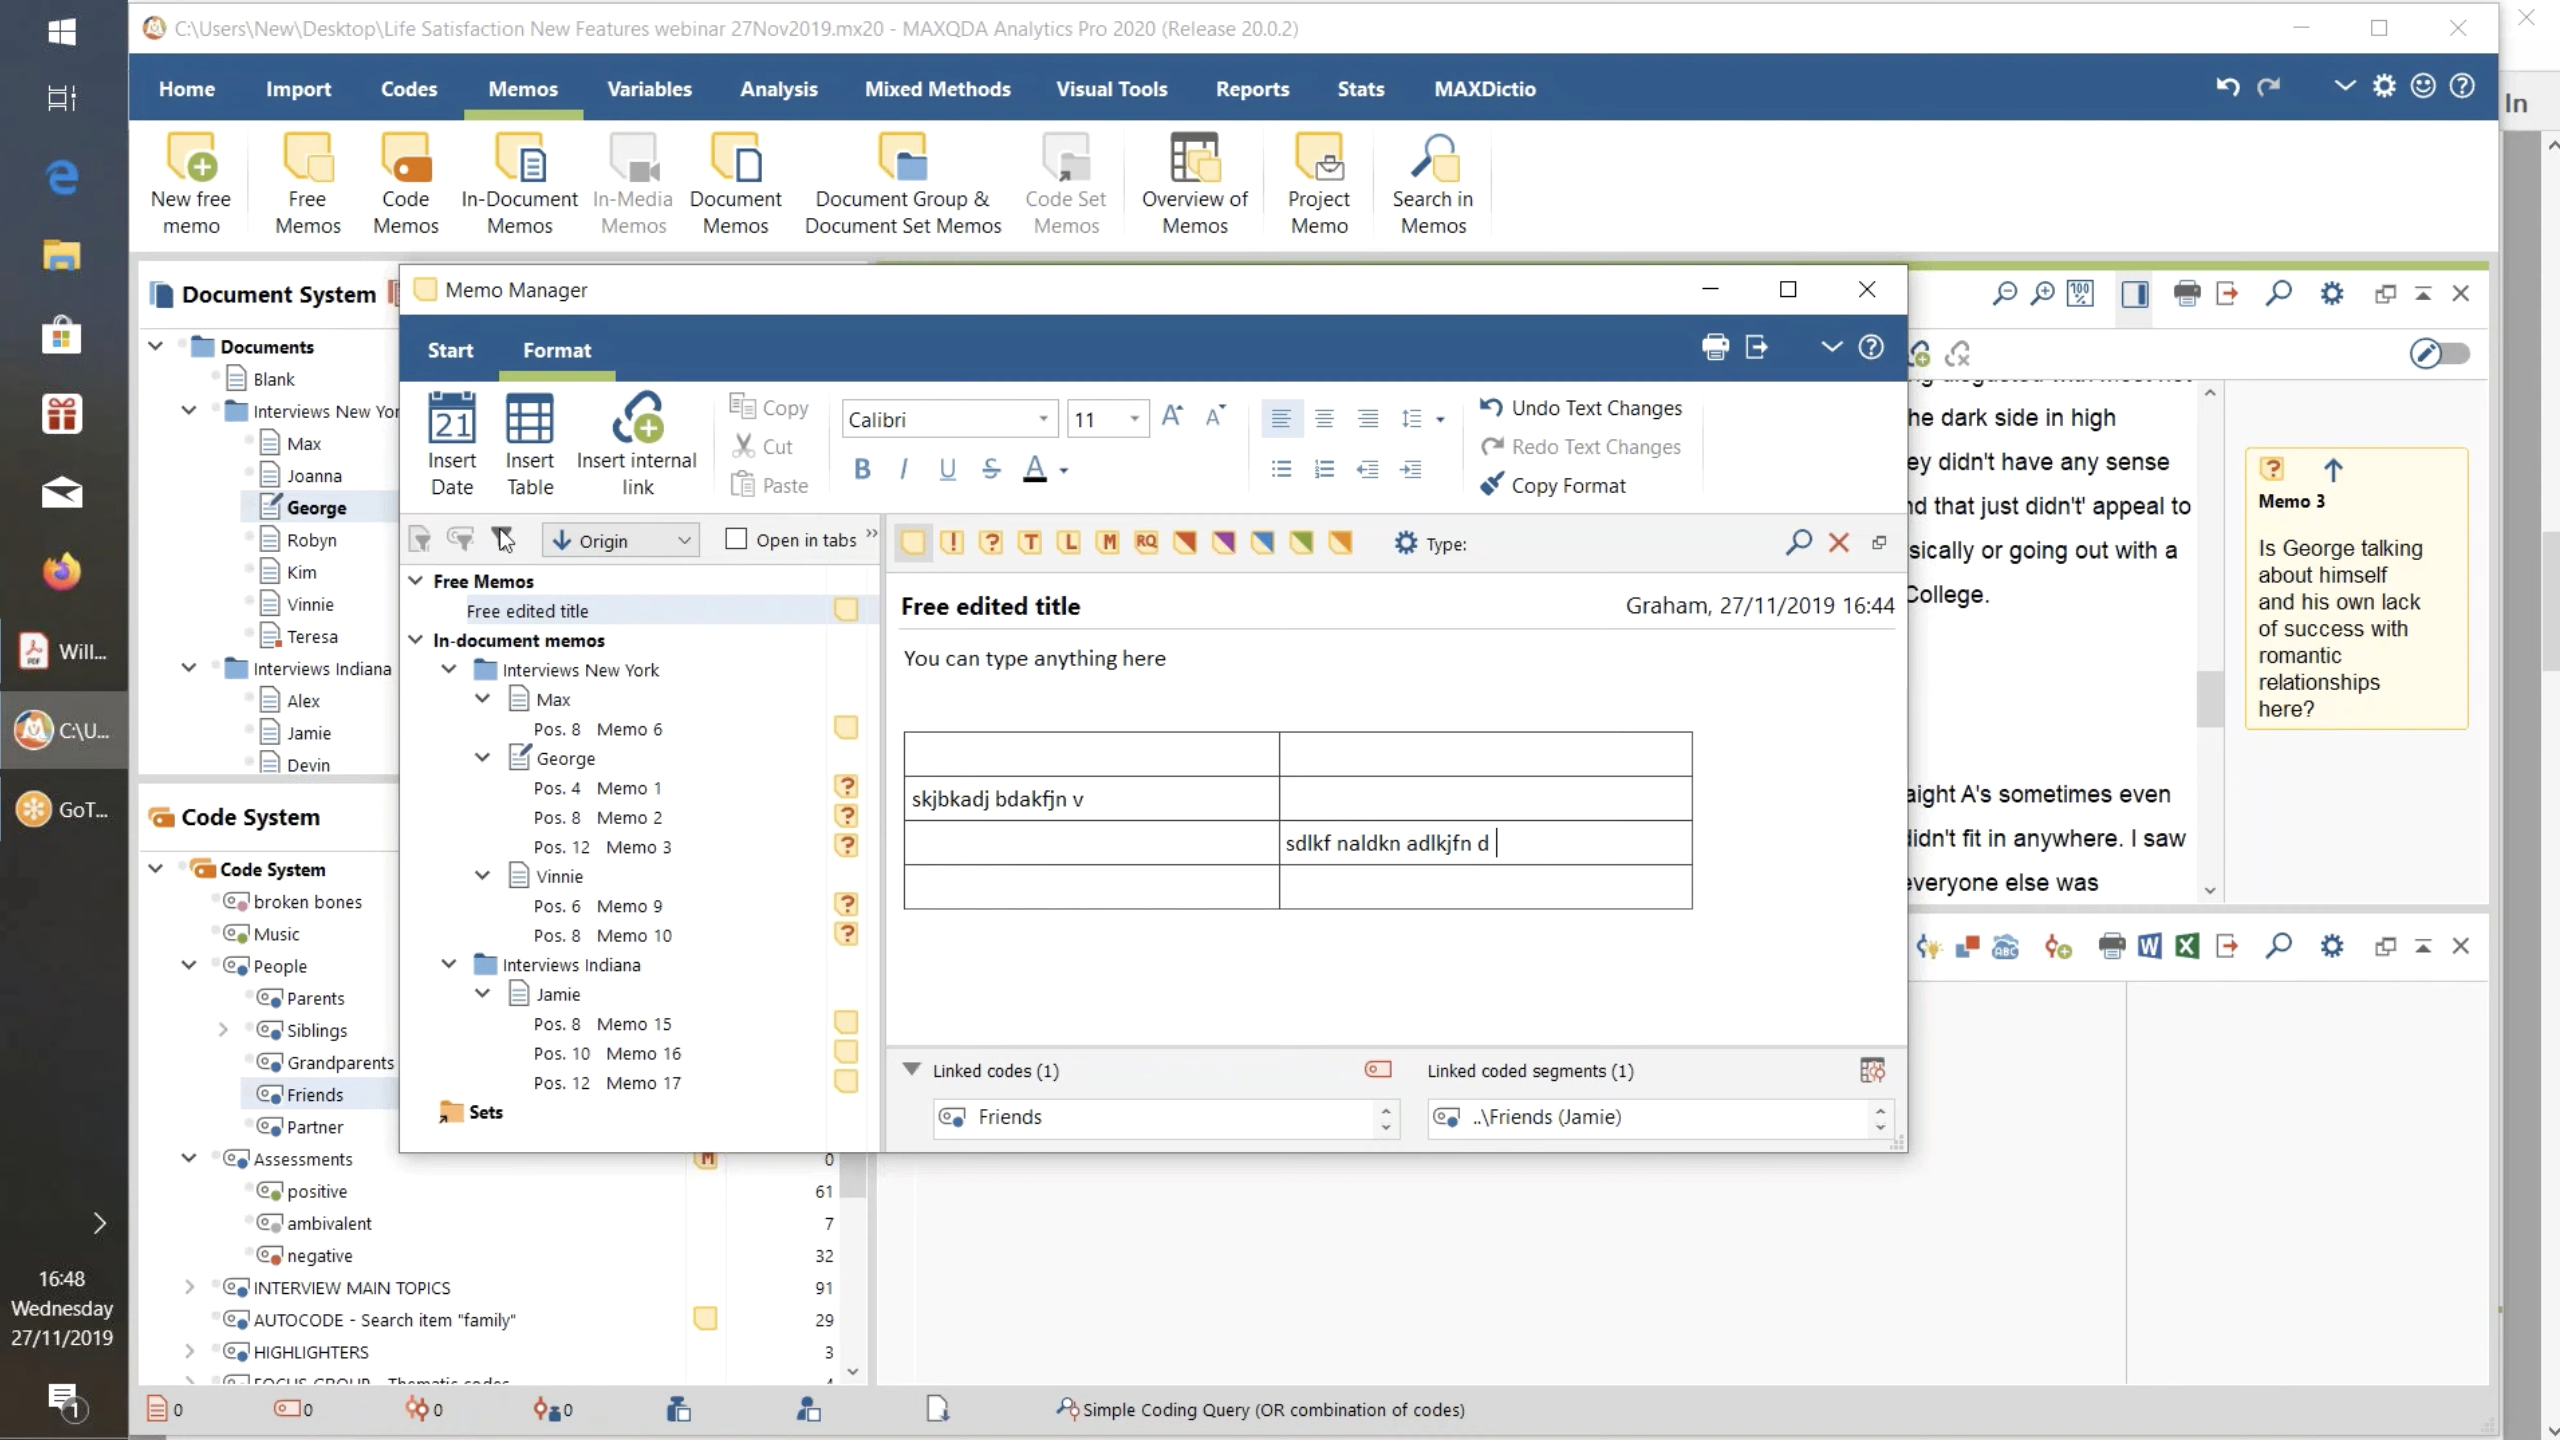 C:\Users\New\Desktop\Life Satisfaction New Features webinar 27Nov2019.mx20 - MAXQDA Analytics Pro 2020 (Release 20.0.2)
Home Import Codes Memos Variables Analysis Mixed Methods Visual Tools Reports Stats MAXDictio
In
New free memo
Free Memos
Code Memos
In-Document Memos
In-Media Memos
Document Memos
Document Group & Document Set Memos
Code Set Memos
Overview of Memos
Project Memo
Search in Memos
Document System
Documents
Blank
Interviews New Yor
Max
Joanna
George
Robyn
Kim
Vinnie
Teresa
Interviews Indiana
Alex
Jamie
Devin
Code System
Code System
broken bones
Music
People
Parents
Siblings
Grandparents
Friends
Partner
Assessments M 0
positive 61
ambivalent 7
negative 32
INTERVIEW MAIN TOPICS 91
AUTOCODE - Search item "family" 29
HIGHLIGHTERS 3
Memo Manager
Start Format
21
Insert Date
Insert Table
Insert internal link
Copy
Cut
Paste
Calibri 11
B I U S A
Undo Text Changes
Redo Text Changes
Copy Format
Origin
Open in tabs
! ? T L M RQ
Type:
Free Memos
Free edited title
In-document memos
Interviews New York
Max
Pos. 8 Memo 6
George
Pos. 4 Memo 1 ?
Pos. 8 Memo 2 ?
Pos. 12 Memo 3 ?
Vinnie
Pos. 6 Memo 9 ?
Pos. 8 Memo 10 ?
Interviews Indiana
Jamie
Pos. 8 Memo 15
Pos. 10 Memo 16
Pos. 12 Memo 17
Sets
Free edited title
Graham, 27/11/2019 16:44
You can type anything here
skjbkadj bdakfjn v
sdlkf naldkn adlkjfn d
Linked codes (1)
Friends
Linked coded segments (1)
..\Friends (Jamie)
100 %
he dark side in high
ey didn't have any sense
nd that just didn't' appeal to
sically or going out with a
College.
aight A's sometimes even
didn't fit in anywhere. I saw
everyone else was
?
Memo 3
Is George talking
about himself
and his own lack
of success with
romantic
relationships
here?
ABC W X
0 0 0 0
Simple Coding Query (OR combination of codes)
Will...
C:\U...
GoT...
16:48
Wednesday
27/11/2019
1